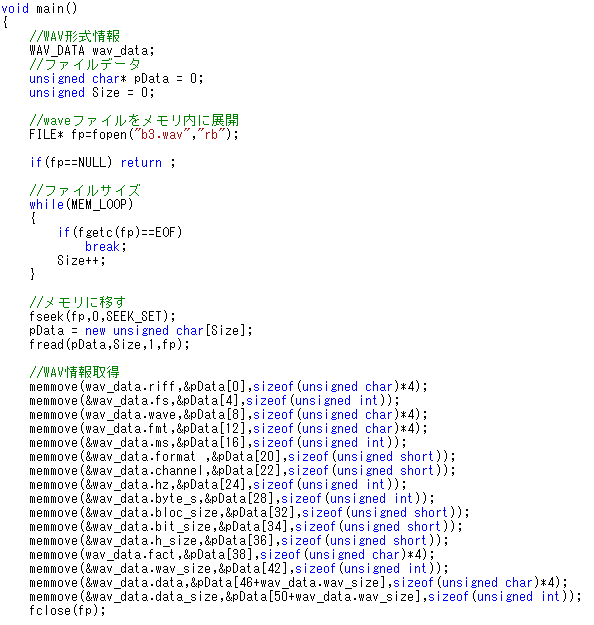 void main()
{
    //WAV形式情報
    WAV_DATA wav_data;
    //ファイルデータ
    unsigned char* pData = 0;
    unsigned Size = 0;

    //waveファイルをメモリ内に展開
    FILE* fp=fopen("b3.wav","rb");

    if(fp==NULL) return ;

    //ファイルサイズ
    while(MEM_LOOP)
    {
        if(fgetc(fp)==EOF)
            break;
        Size++;
    }

    //メモリに移す
    fseek(fp,0,SEEK_SET);
    pData = new unsigned char[Size];
    fread(pData,Size,1,fp);

    //WAV情報取得
    memmove(wav_data.riff,&pData[0],sizeof(unsigned char)*4);
    memmove(&wav_data.fs,&pData[4],sizeof(unsigned int));
    memmove(wav_data.wave,&pData[8],sizeof(unsigned char)*4);
    memmove(wav_data.fmt,&pData[12],sizeof(unsigned char)*4);
    memmove(&wav_data.ms,&pData[16],sizeof(unsigned int));
    memmove(&wav_data.format ,&pData[20],sizeof(unsigned short));
    memmove(&wav_data.channel,&pData[22],sizeof(unsigned short));
    memmove(&wav_data.hz,&pData[24],sizeof(unsigned int));
    memmove(&wav_data.byte_s,&pData[28],sizeof(unsigned int));
    memmove(&wav_data.bloc_size,&pData[32],sizeof(unsigned short));
    memmove(&wav_data.bit_size,&pData[34],sizeof(unsigned short));
    memmove(&wav_data.h_size,&pData[36],sizeof(unsigned short));
    memmove(wav_data.fact,&pData[38],sizeof(unsigned char)*4);
    memmove(&wav_data.wav_size,&pData[42],sizeof(unsigned int));
    memmove(&wav_data.data,&pData[46+wav_data.wav_size],sizeof(unsigned char)*4);
    memmove(&wav_data.data_size,&pData[50+wav_data.wav_size],sizeof(unsigned int));
    fclose(fp);